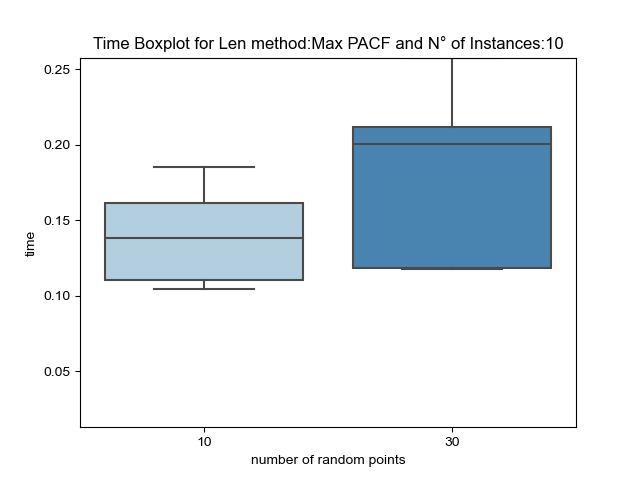 Time Boxplot for Len method:Max PACF and N° of Instances:10
0.25
0.20
0.15
0.10
0.05
time
10 30
number of random points